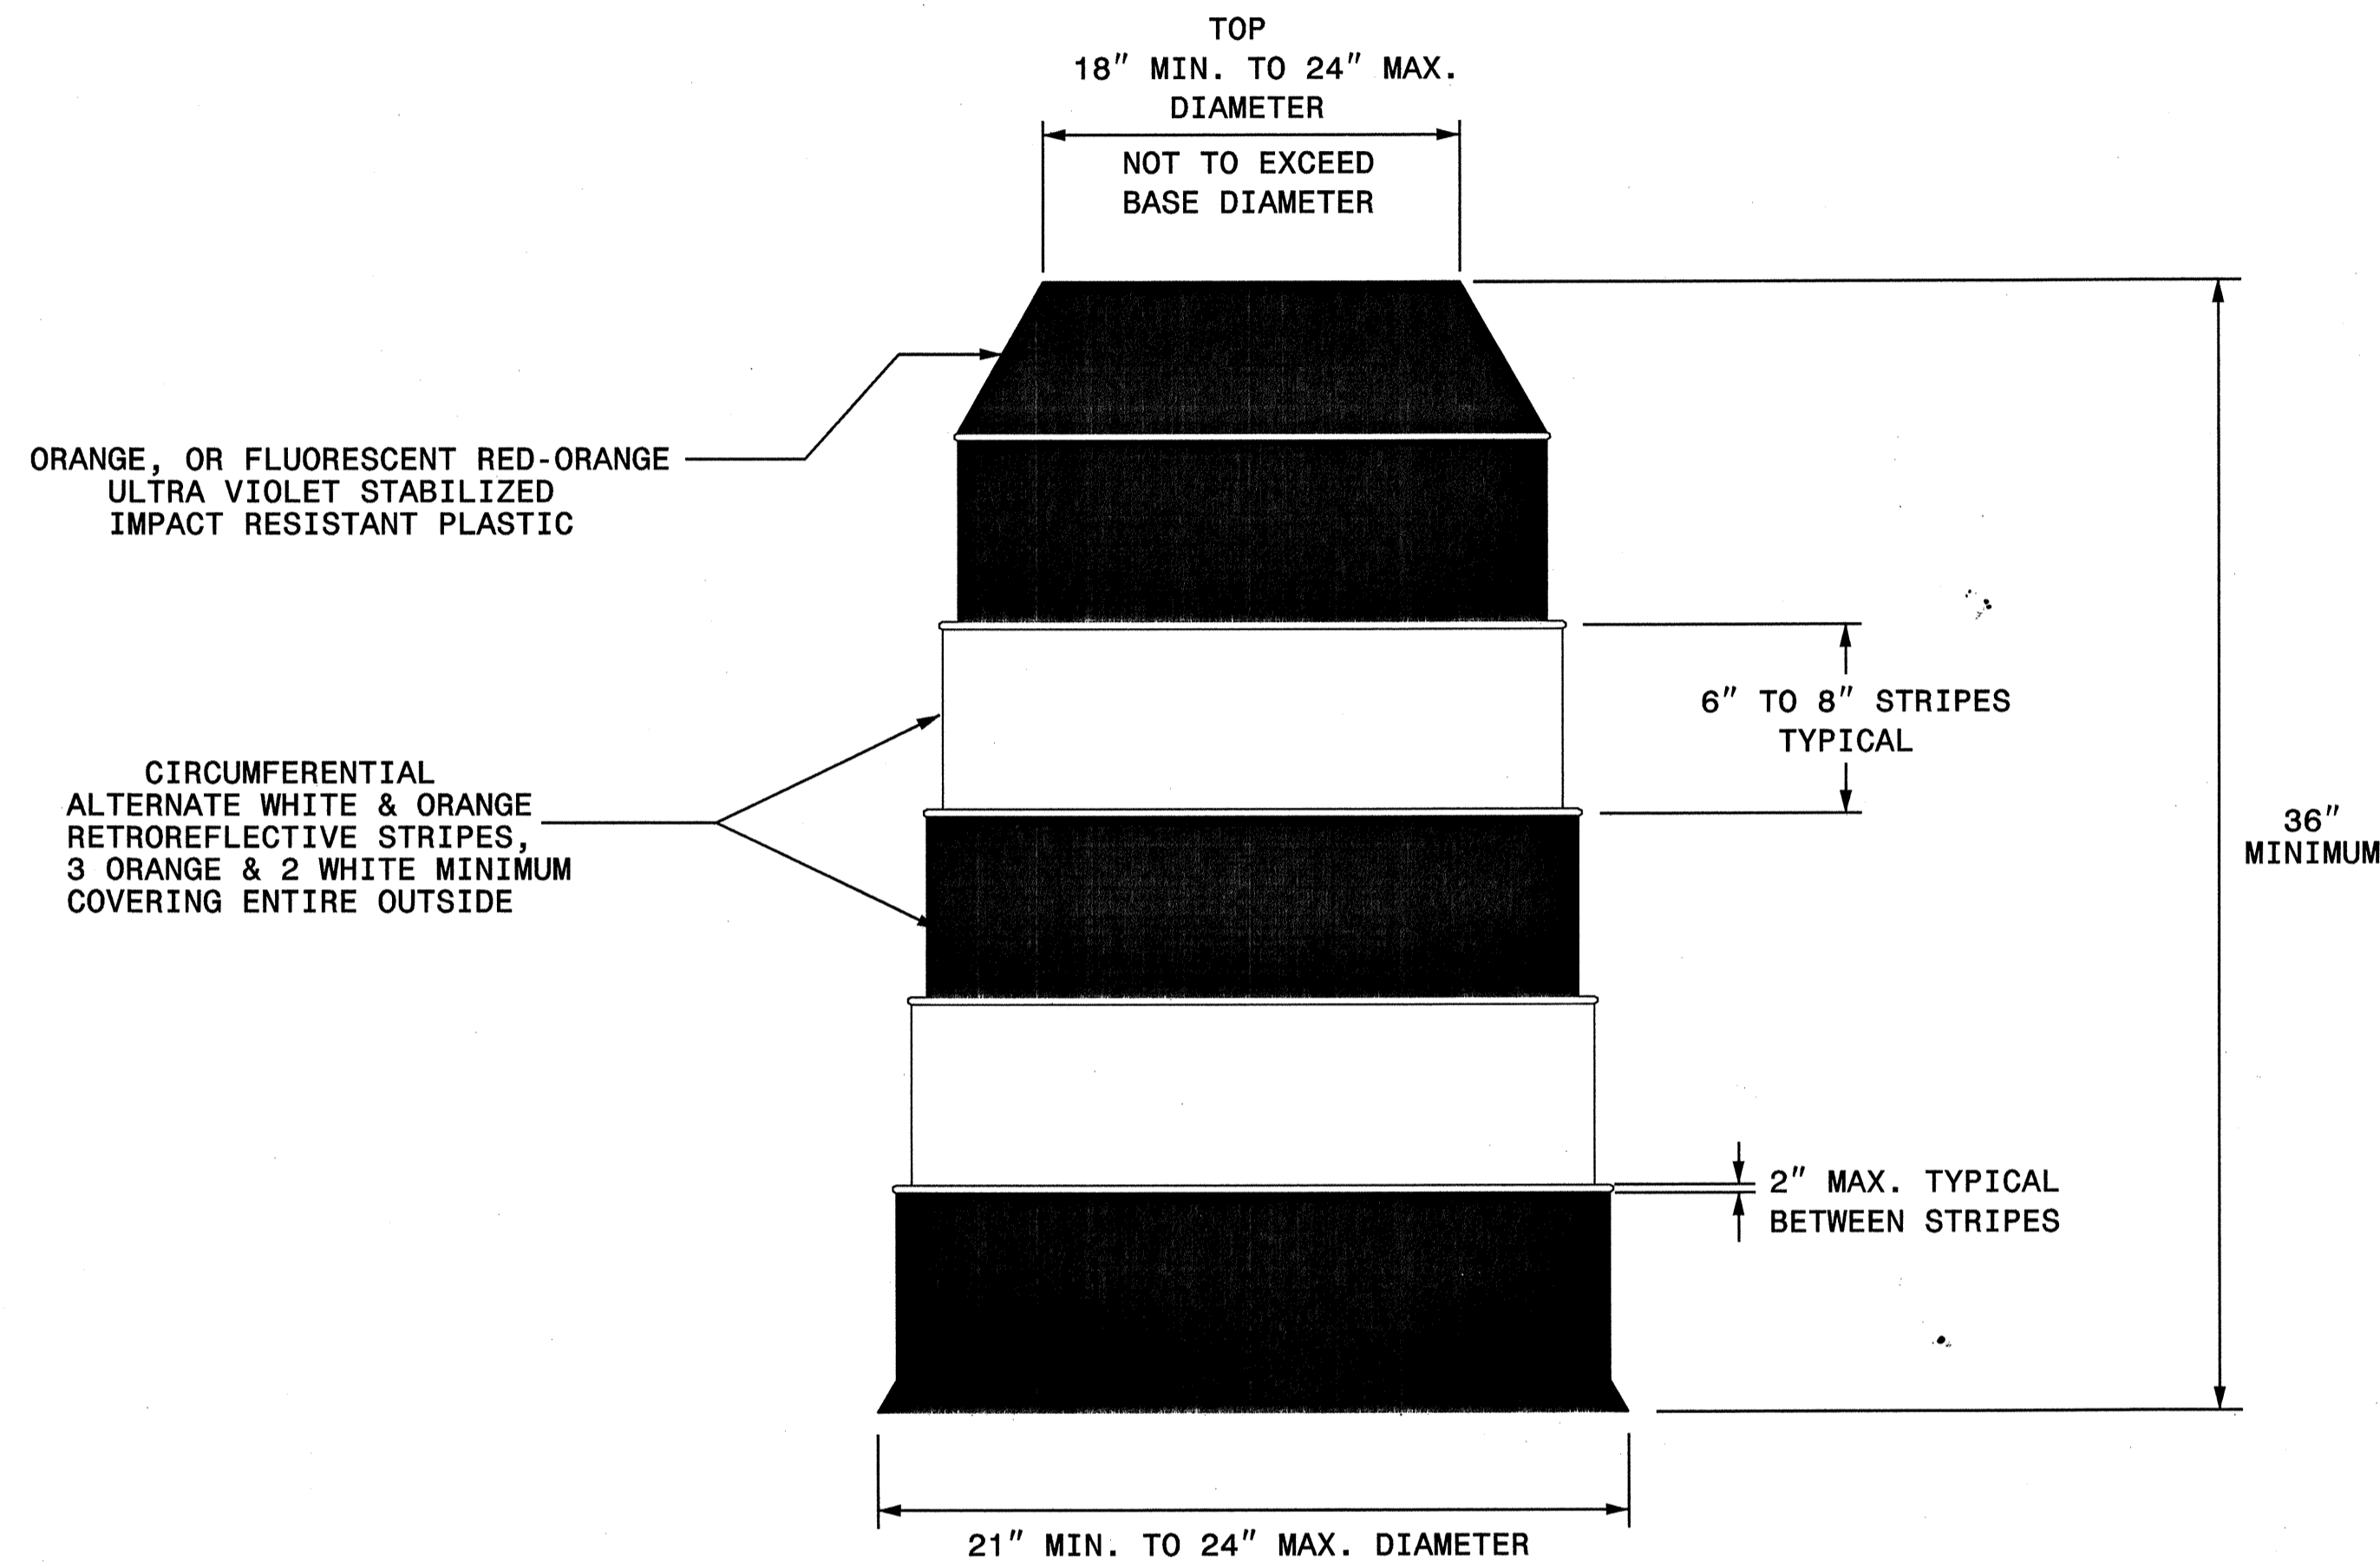 TOP
18" MIN. TO 24" MAX.
DIAMETER
NOT TO EXCEED
BASE DIAMETER
ORANGE, OR FLUORESCENT RED-ORANGE
ULTRA VIOLET STABILIZED
IMPACT RESISTANT PLASTIC
6" TO 8" STRIPES
TYPICAL
CIRCUMFERENTIAL
ALTERNATE WHITE & ORANGE
RETROREFLECTIVE STRIPES,
3 ORANGE & 2 WHITE MINIMUM
COVERING ENTIRE OUTSIDE
36"
MINIMUM
2" MAX. TYPICAL
BETWEEN STRIPES
21" MIN. TO 24" MAX. DIAMETER